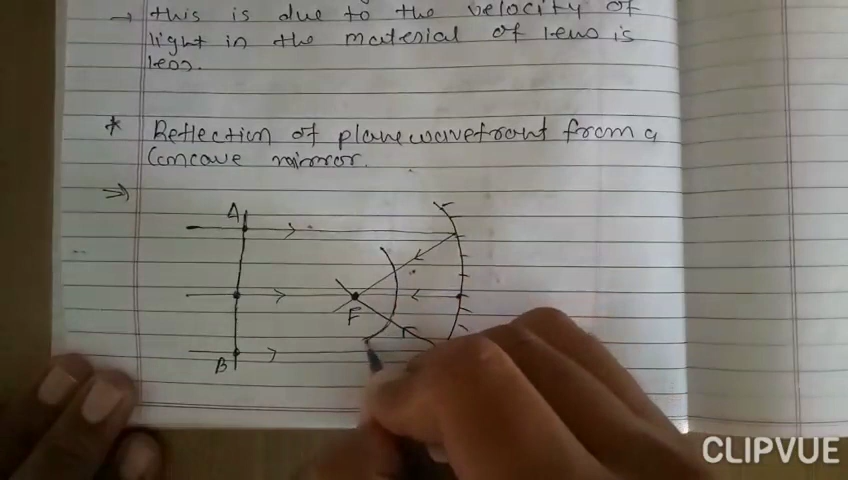 → this is due to the velocity of
light in the material of lens is
less.
* Reflection of plane wavefront from a
Concave mirror.
⇒
A
F
B
CLIPVUE